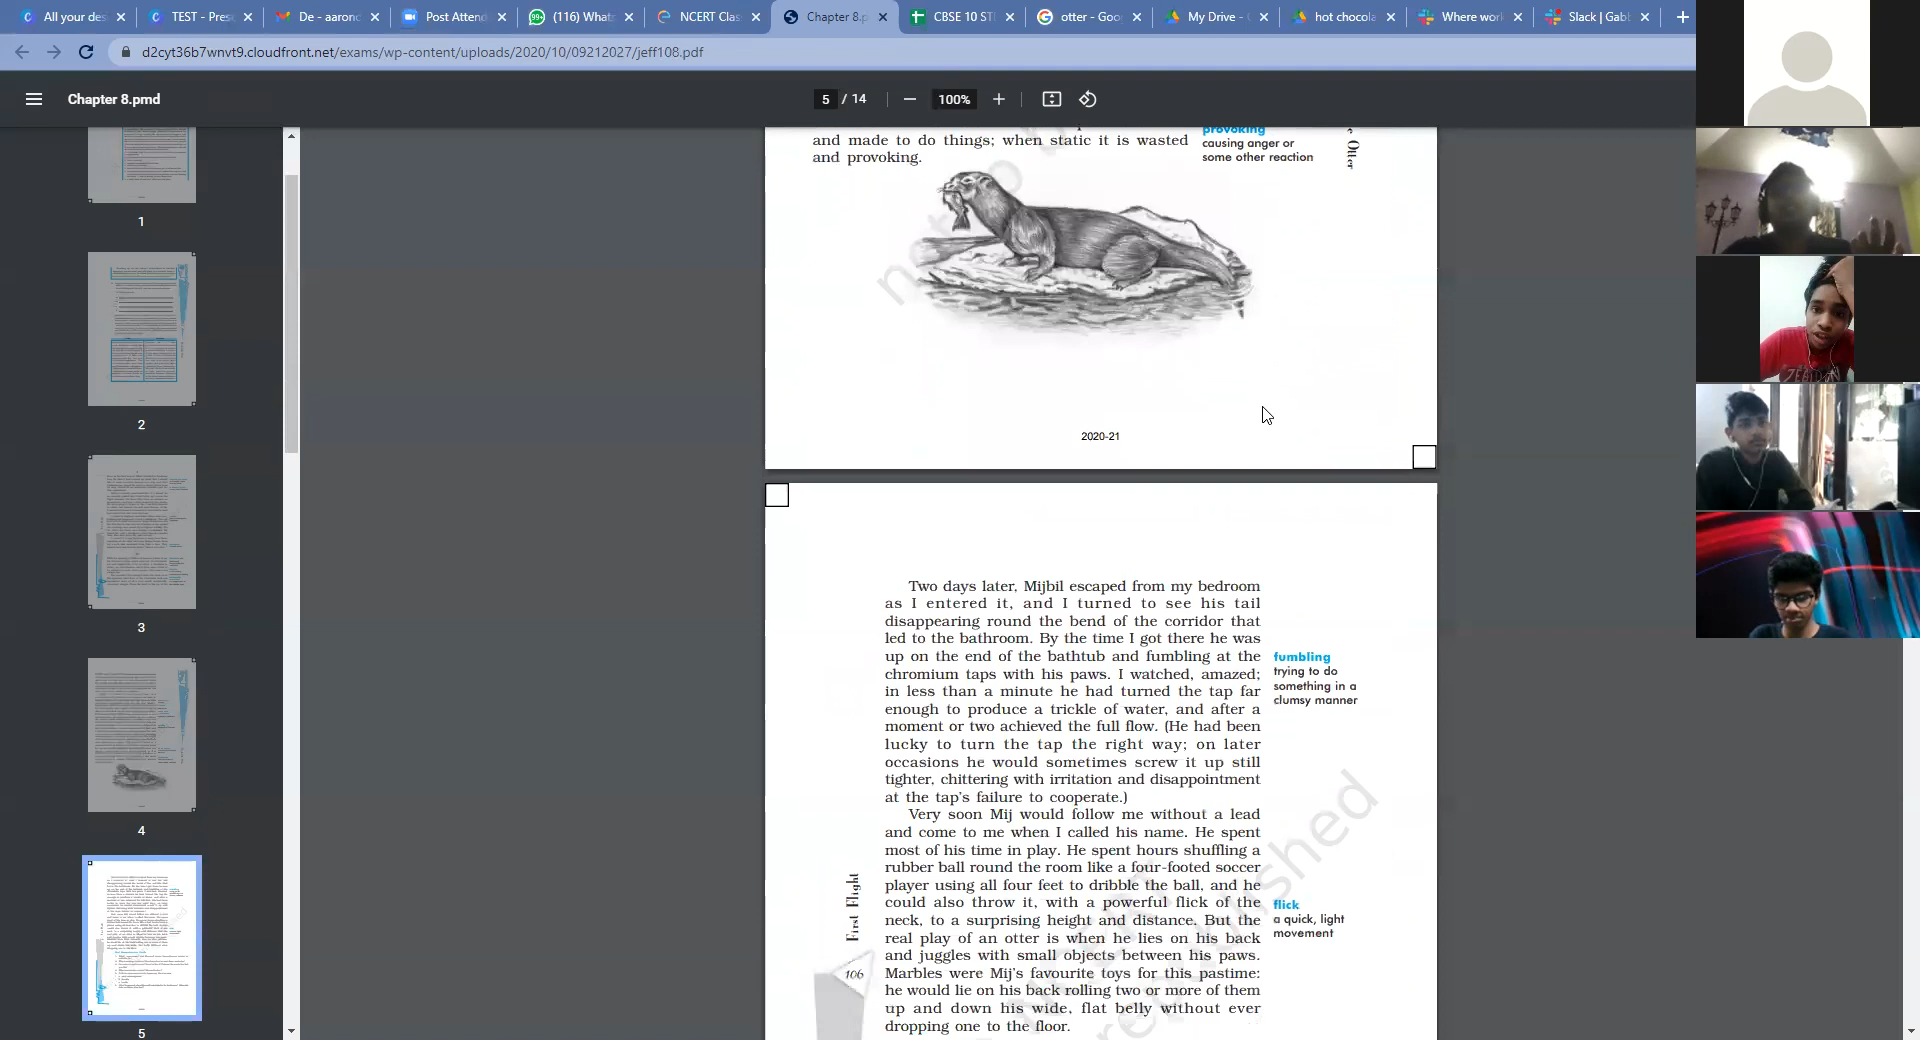 All your des
TEST - Pres
De - aaronc
Post Attend
(116) What
NCERT Clas
Chapter 8.p
CBSE 10 ST
otter - Goo
My Drive -
hot chocola
Where wor
Slack | Gab
d2cyt36b7wnvt9.cloudfront.net/exams/wp-content/uploads/2020/10/09212027/jeff108.pdf
Chapter 8.pmd
5 / 14
100%
1
2
3
4
5
and made to do things; when static it is wasted
and provoking.
provoking
causing anger or
some other reaction
Otter
2020-21
Two days later, Mijbil escaped from my bedroom
as I entered it, and I turned to see his tail
disappearing round the bend of the corridor that
led to the bathroom. By the time I got there he was
up on the end of the bathtub and fumbling at the
chromium taps with his paws. I watched, amazed;
in less than a minute he had turned the tap far
enough to produce a trickle of water, and after a
moment or two achieved the full flow. (He had been
lucky to turn the tap the right way; on later
occasions he would sometimes screw it up still
tighter, chittering with irritation and disappointment
at the tap's failure to cooperate.)
Very soon Mij would follow me without a lead
and come to me when I called his name. He spent
most of his time in play. He spent hours shuffling a
rubber ball round the room like a four-footed soccer
player using all four feet to dribble the ball, and he
could also throw it, with a powerful flick of the
neck, to a surprising height and distance. But the
real play of an otter is when he lies on his back
and juggles with small objects between his paws.
Marbles were Mij's favourite toys for this pastime:
he would lie on his back rolling two or more of them
up and down his wide, flat belly without ever
dropping one to the floor.
fumbling
trying to do
something in a
clumsy manner
flick
a quick, light
movement
First Flight
106